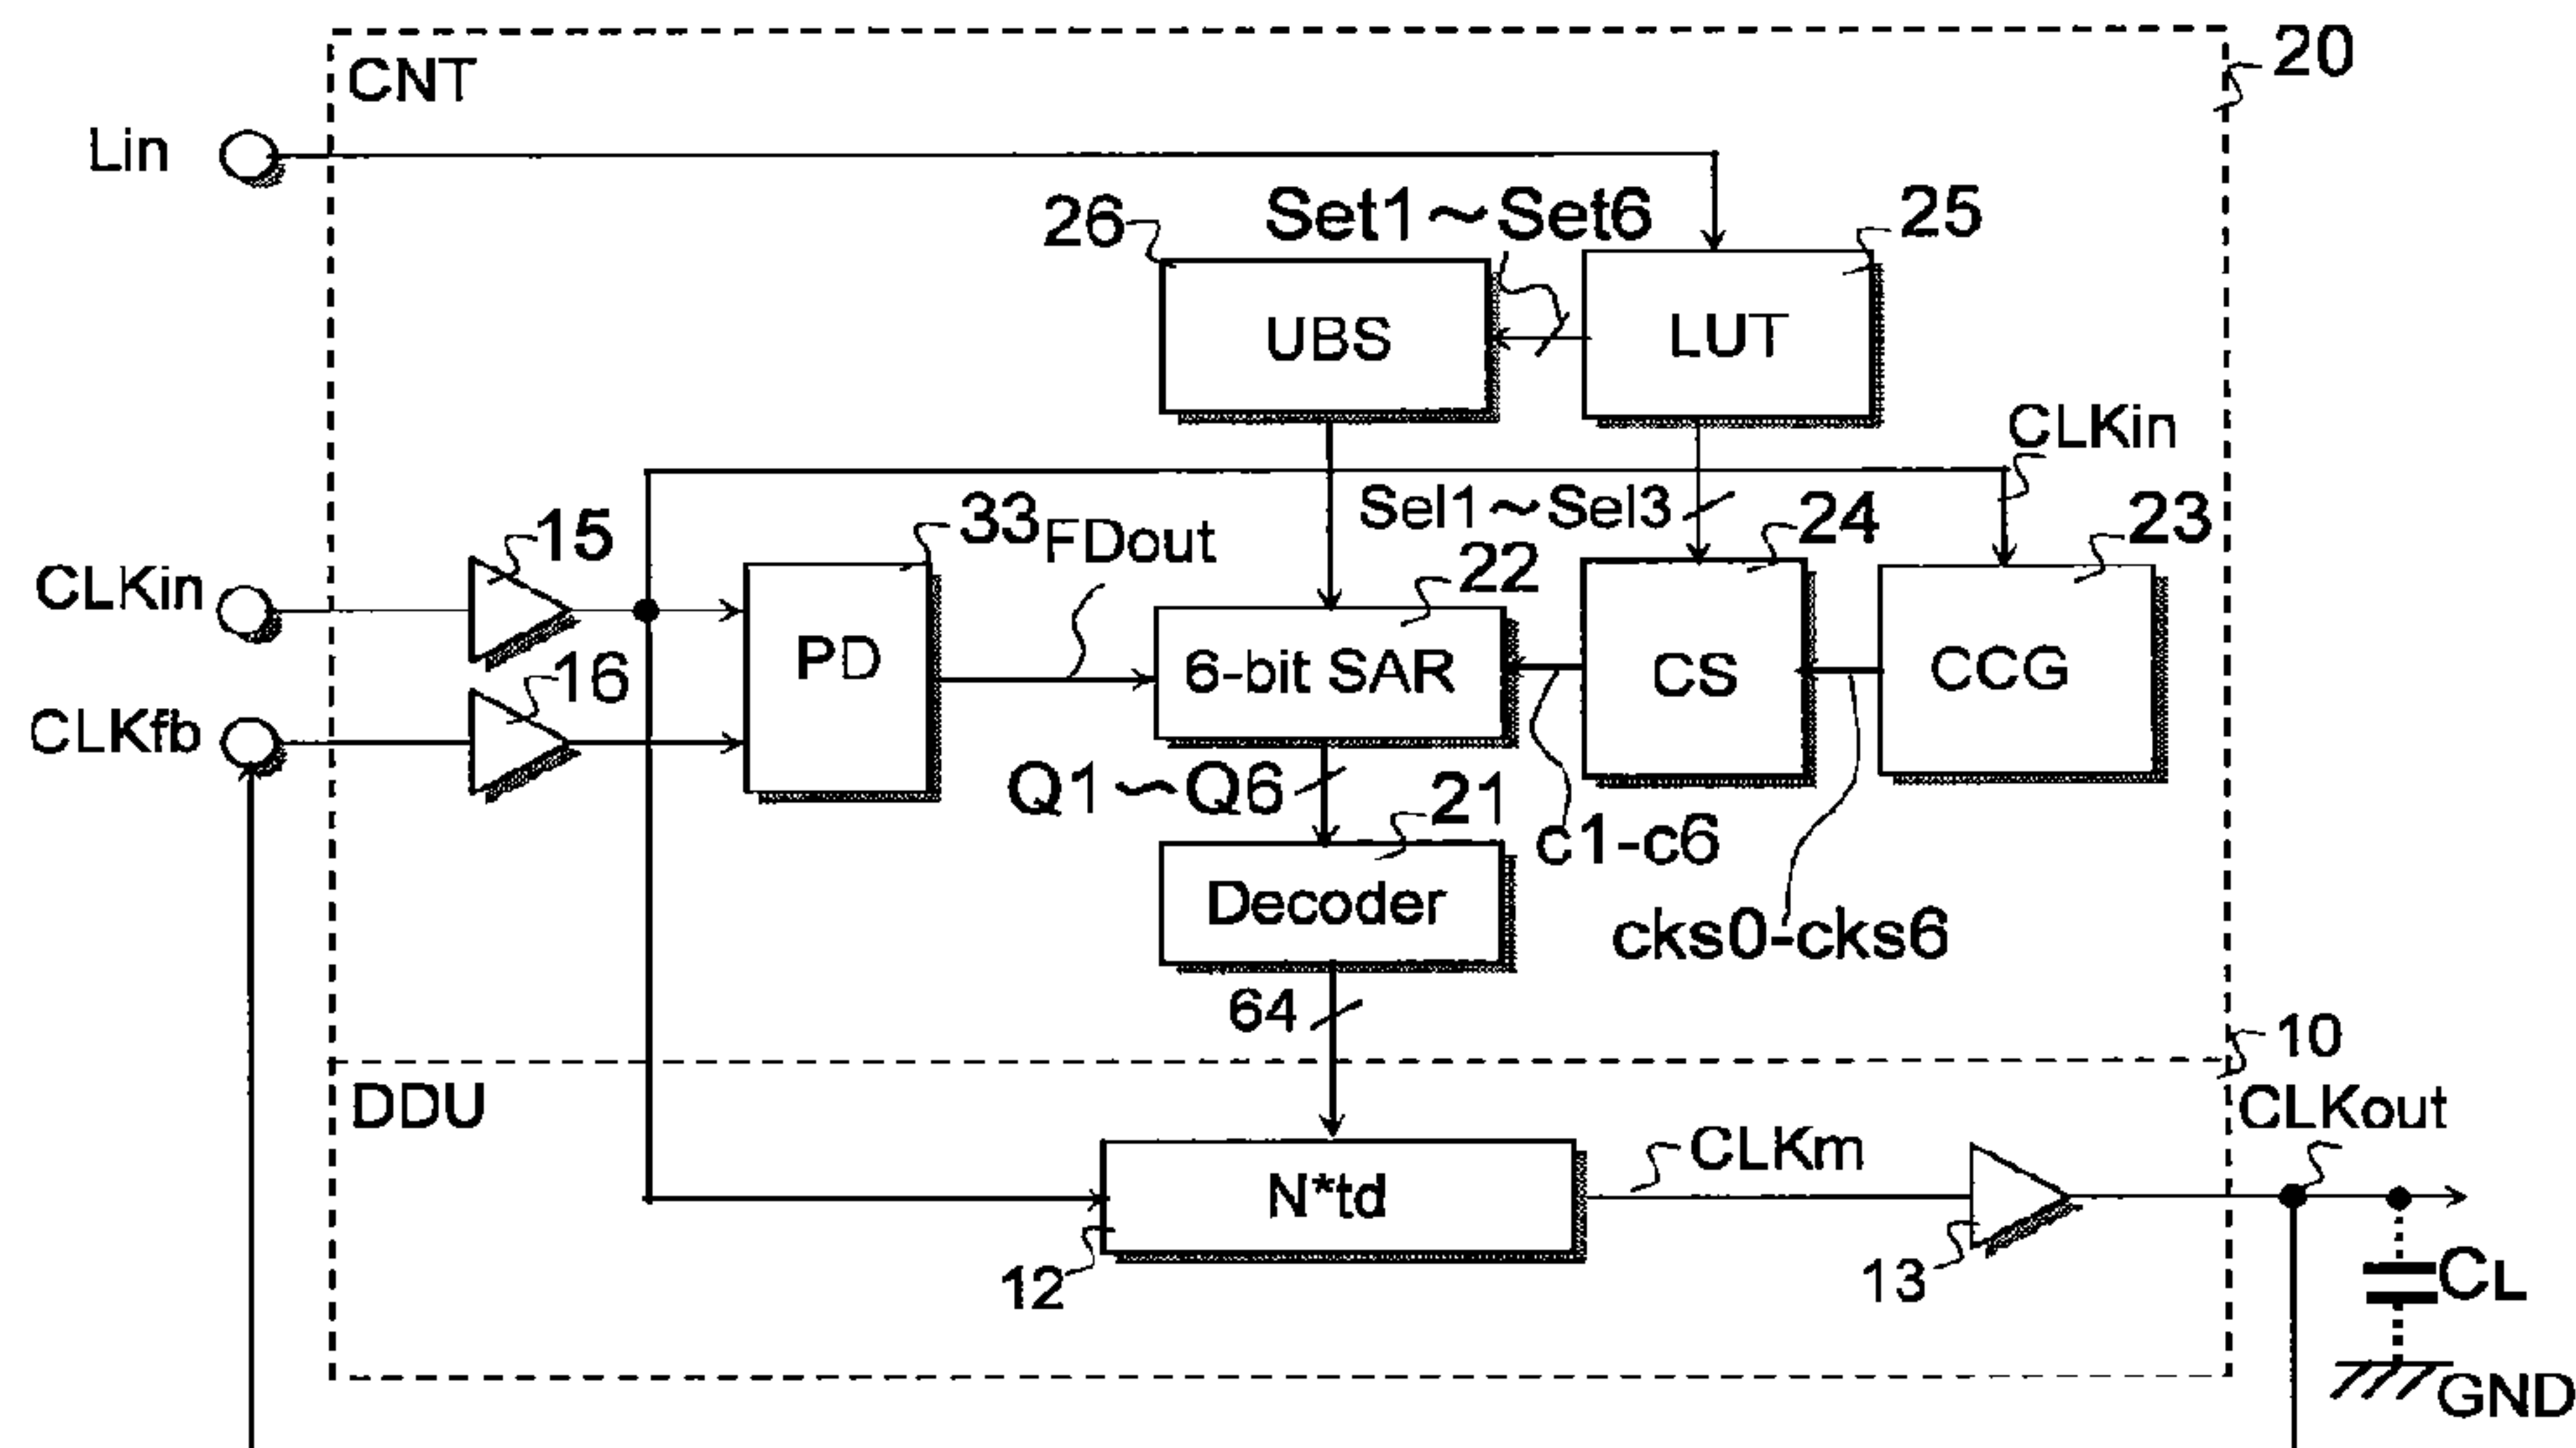 CNT
20
Lin
26
Set1~Set6
25
UBS
LUT
CLKin
Sel1~Sel3
15
33
FDout
24
23
22
CLKin
PD
6-bit SAR
CS
CCG
16
CLKfb
Q1~Q6
21
c1-c6
Decoder
cks0-cks6
64
10
DDU
CLKout
CLKm
N*td
12
13
CL
GND